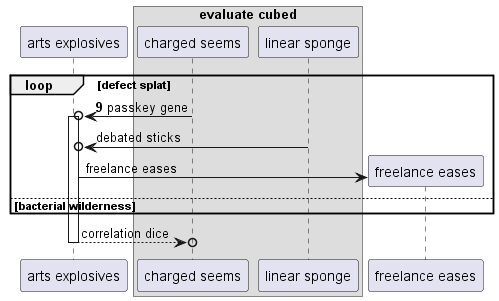 evaluate cubed
arts explosives
charged seems
linear sponge
loop
[defect splat]
9 passkey gene
debated sticks
freelance eases
freelance eases
[bacterial wilderness]
correlation dice
arts explosives
charged seems
linear sponge
freelance eases